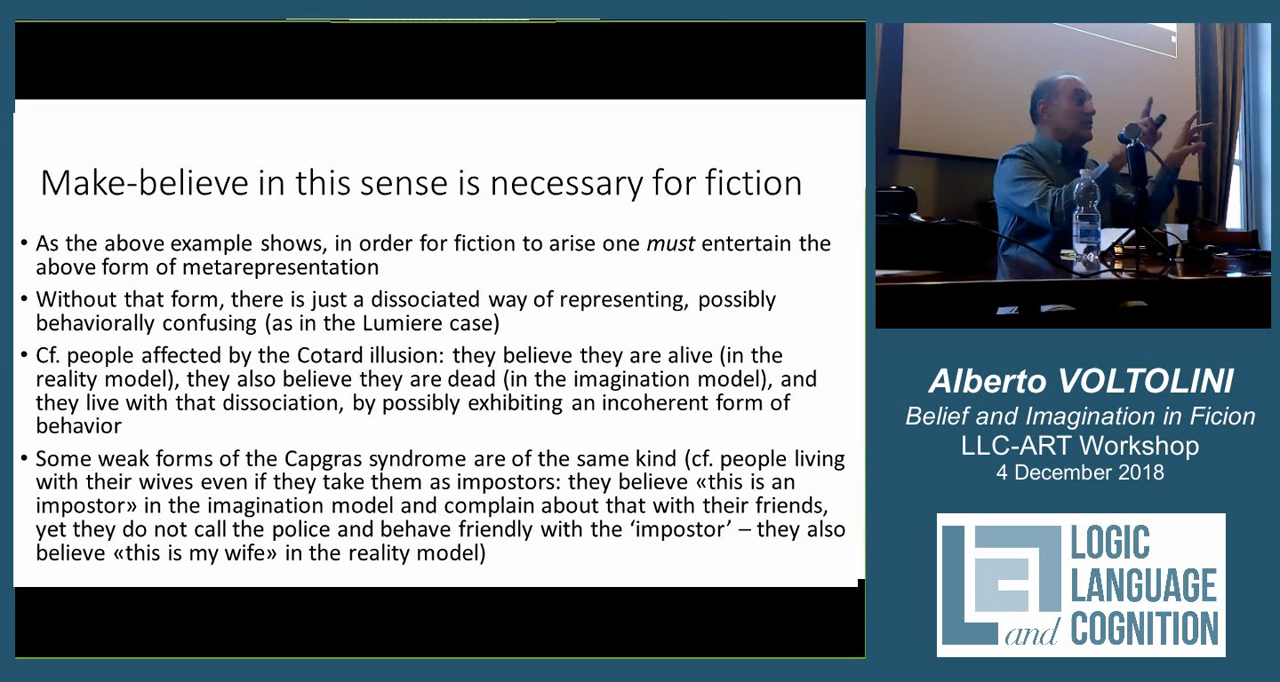 Make-believe in this sense is necessary for fiction
• As the above example shows, in order for fiction to arise one must entertain the
above form of metarepresentation
• Without that form, there is just a dissociated way of representing, possibly
behaviorally confusing (as in the Lumiere case)
• Cf. people affected by the Cotard illusion: they believe they are alive (in the
reality model), they also believe they are dead (in the imagination model), and
they live with that dissociation, by possibly exhibiting an incoherent form of
behavior
• Some weak forms of the Capgras syndrome are of the same kind (cf. people living
with their wives even if they take them as impostors: they believe «this is an
impostor» in the imagination model and complain about that with their friends,
yet they do not call the police and behave friendly with the ‘impostor’ – they also
believe «this is my wife» in the reality model)
Alberto VOLTOLINI
Belief and Imagination in Ficion
LLC-ART Workshop
4 December 2018
LOGIC
LANGUAGE
and COGNITION